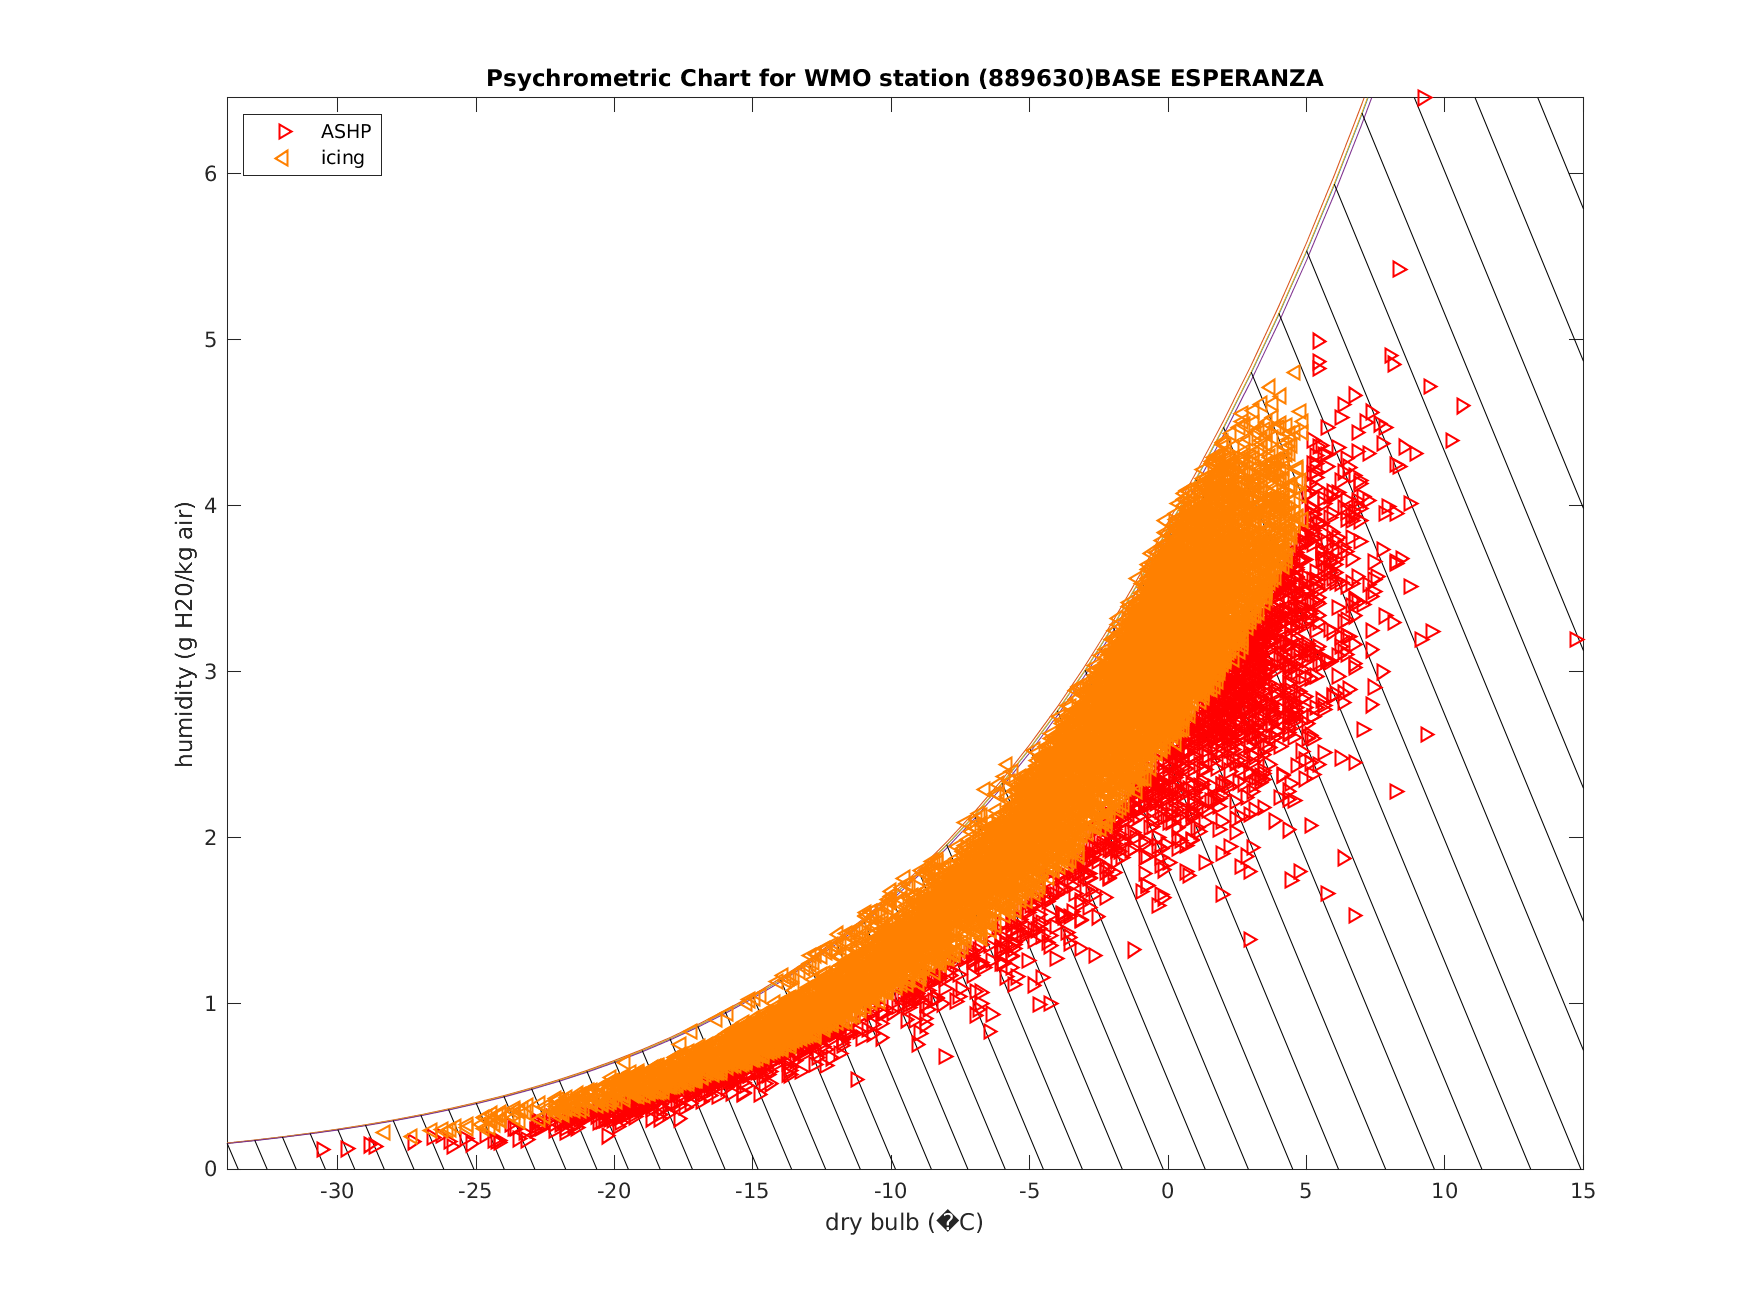 Psychrometric Chart for WMO station (889630)BASE ESPERANZA
ASHP
icing
6
5
4
3
2
1
0
humidity (g H20/kg air)
-30 -25 -20 -15 -10 -5 0 5 10 15
dry bulb (�C)